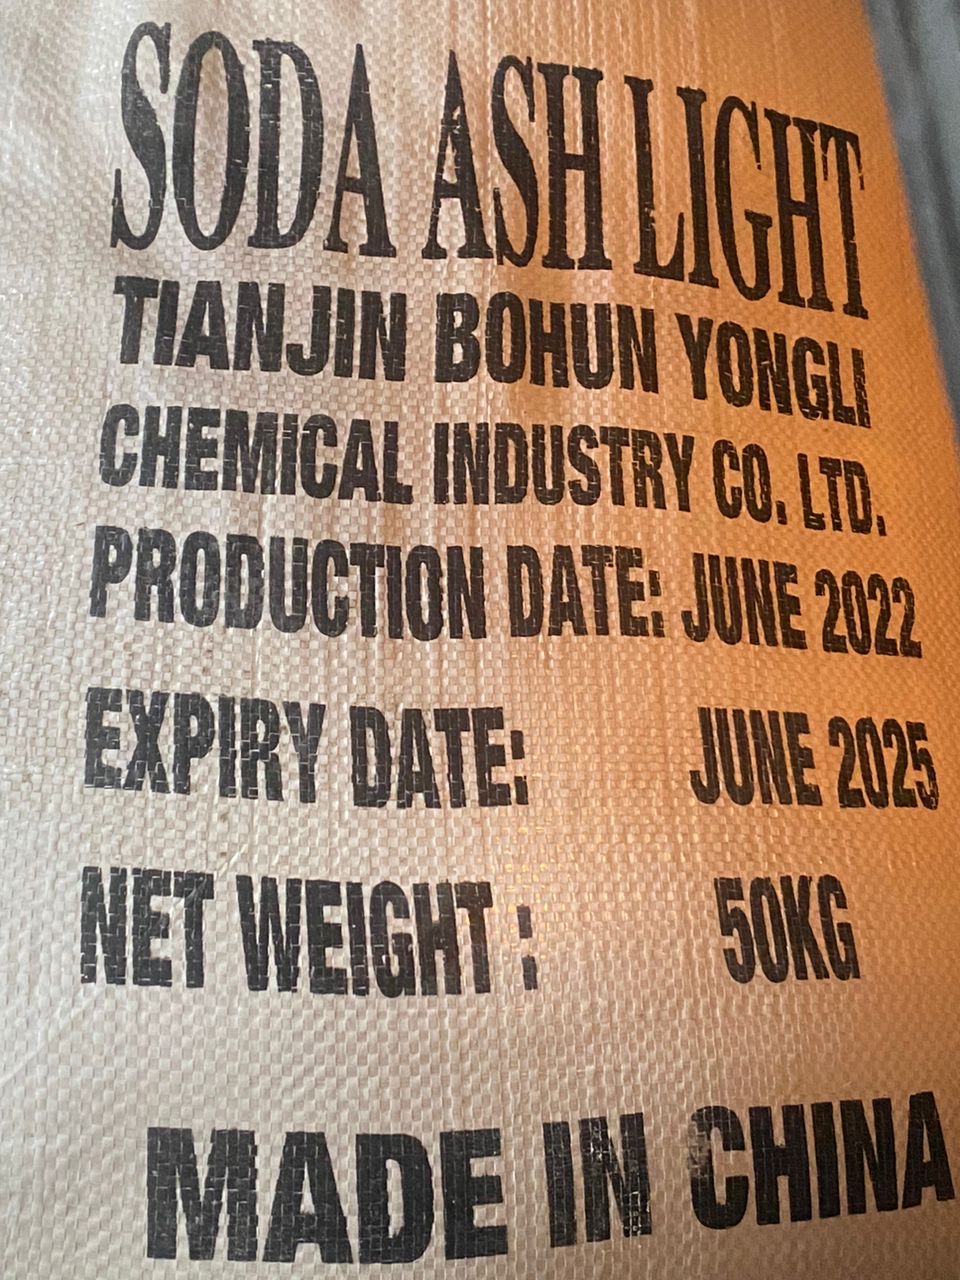 SODA ASH LIGHT
TIANJIN BOHUN YONGLI
CHEMICAL INDUSTRY CO. LTD.
PRODUCTION DATE: JUNE 2022
EXPIRY DATE: JUNE 2025
NET WEIGHT : 50KG
MADE IN CHINA